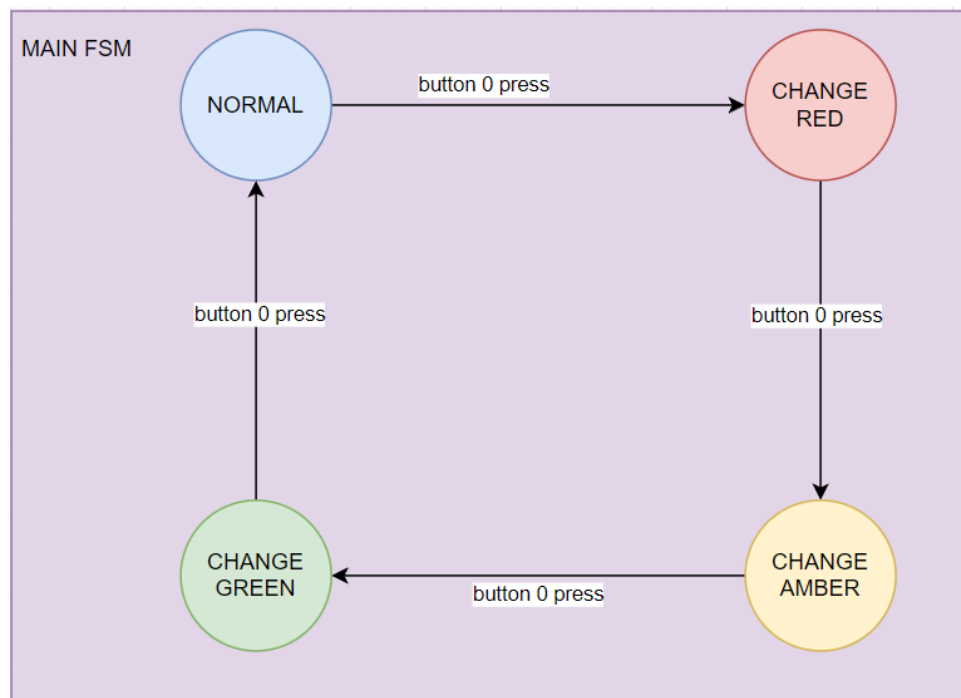 MAIN FSM
NORMAL
button 0 press
CHANGE
RED
button 0 press
button 0 press
CHANGE
GREEN
button 0 press
CHANGE
AMBER